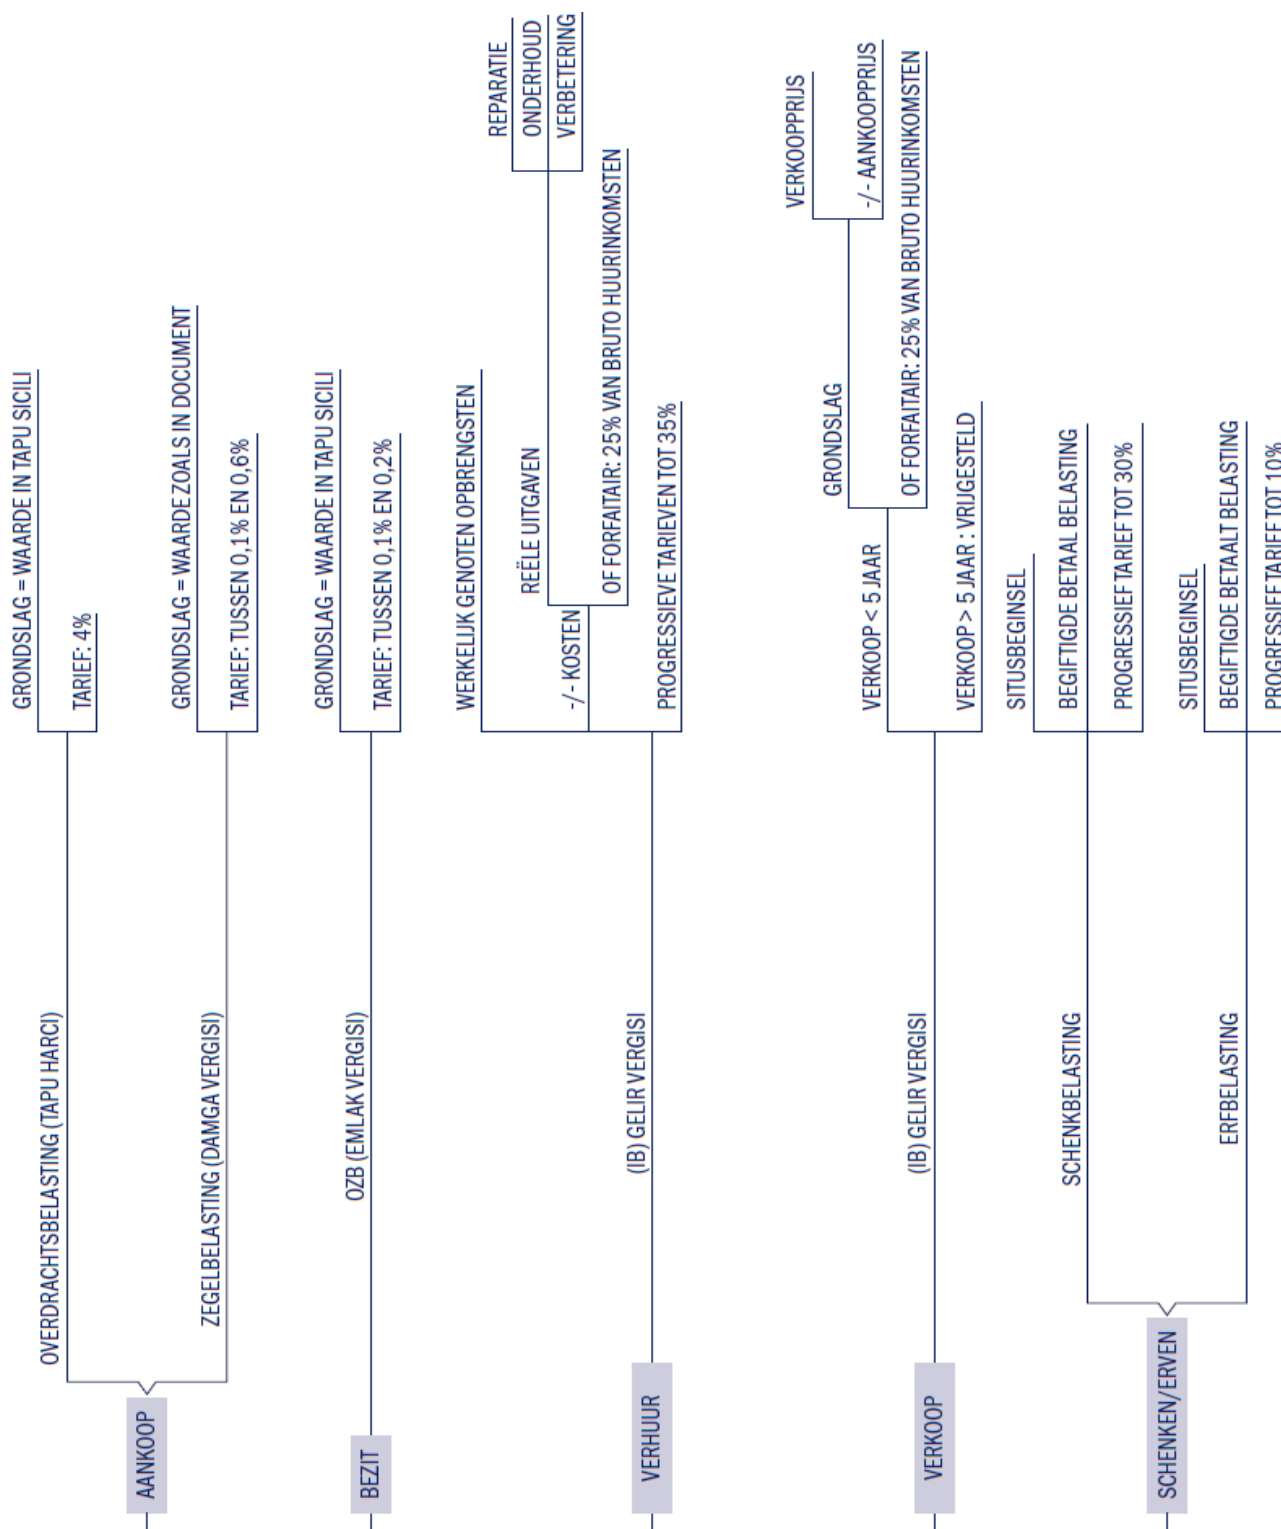 AANKOOP
OVERDRACHTSBELASTING (TAPU HARCI)
GRONDSLAG = WAARDE IN TAPU SICILI
TARIEF: 4%
ZEGELBELASTING (DAMGA VERGISI)
GRONDSLAG = WAARDE ZOALS IN DOCUMENT
TARIEF: TUSSEN 0,1% EN 0,6%
BEZIT
OZB (EMLAK VERGISI)
GRONDSLAG = WAARDE IN TAPU SICILI
TARIEF: TUSSEN 0,1% EN 0,2%
VERHUUR
(IB) GELIR VERGISI
WERKELIJK GENOTEN OPBRENGSTEN
-/- KOSTEN
REËLE UITGAVEN
REPARATIE
ONDERHOUD
VERBETERING
OF FORFAITAIR: 25% VAN BRUTO HUURINKOMSTEN
PROGRESSIEVE TARIEVEN TOT 35%
VERKOOP
(IB) GELIR VERGISI
VERKOOP < 5 JAAR
GRONDSLAG
VERKOOPPRIJS
-/- AANKOOPPRIJS
OF FORFAITAIR: 25% VAN BRUTO HUURINKOMSTEN
VERKOOP > 5 JAAR : VRIJGESTELD
SCHENKEN/ERVEN
SCHENKBELASTING
SITUSBEGINSEL
BEGIFTIGDE BETAAL BELASTING
PROGRESSIEF TARIEF TOT 30%
ERFBELASTING
SITUSBEGINSEL
BEGIFTIGDE BETAALT BELASTING
PROGRESSIEF TARIEF TOT 10%